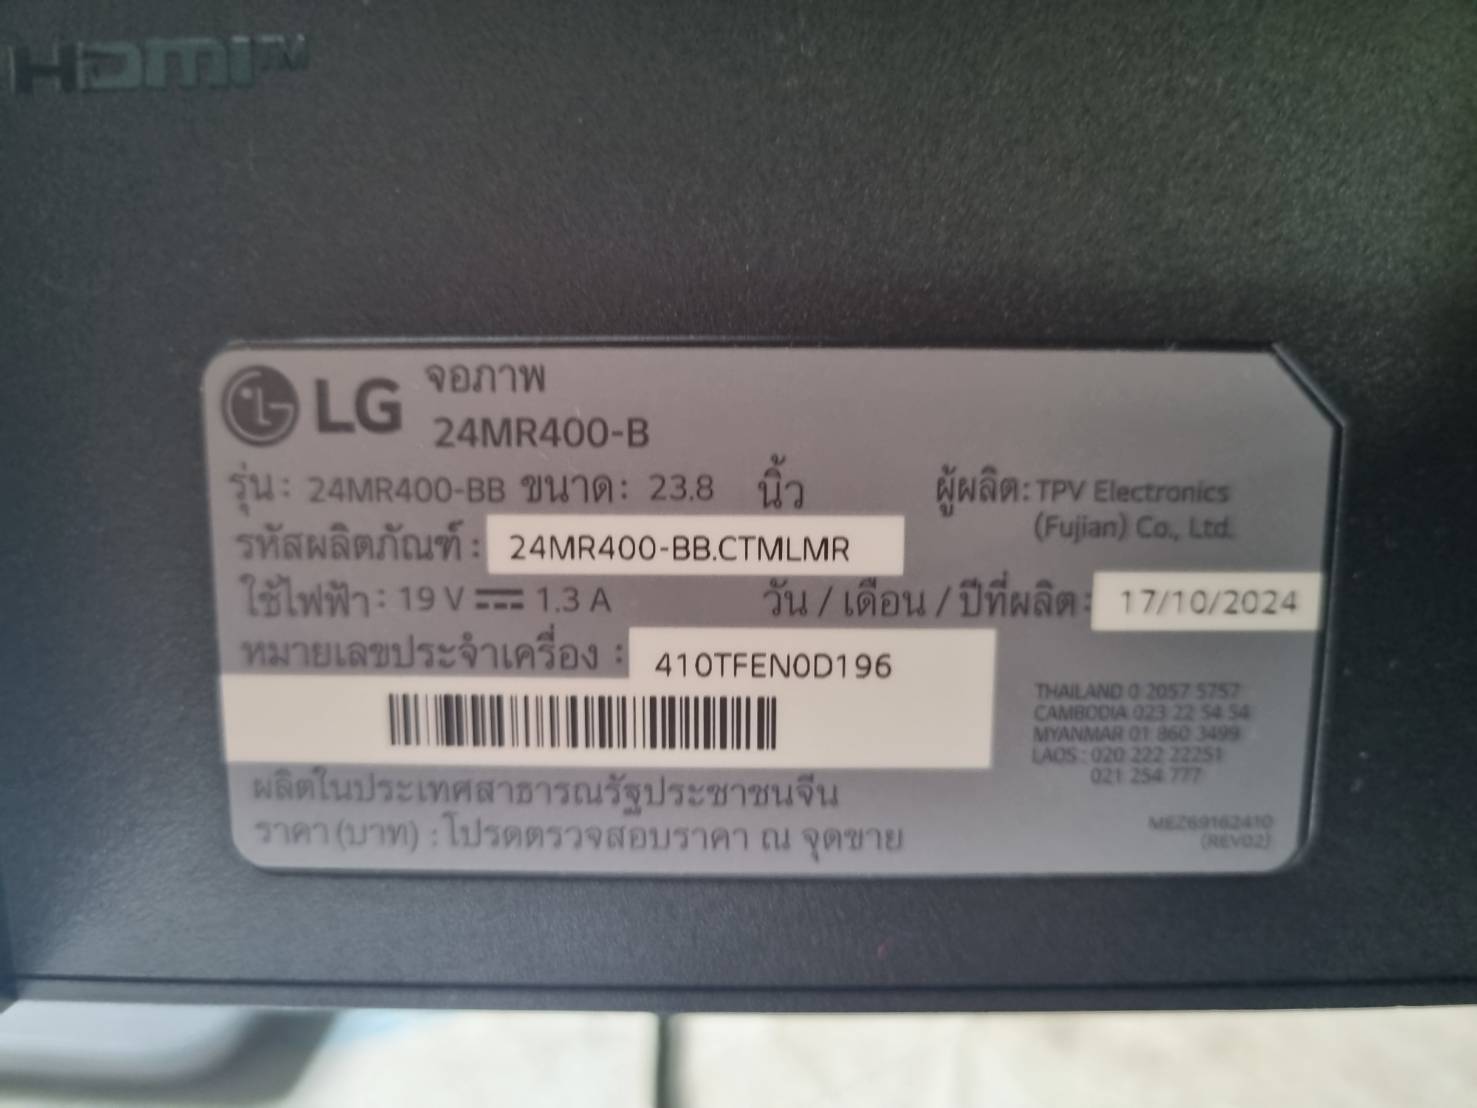 HDMI™
LG จอภาพ
24MR400-B
รุ่น: 24MR400-BB ขนาด: 23.8 นิ้ว
ผู้ผลิต: TPV Electronics
(Fujian) Co., Ltd.
รหัสผลิตภัณฑ์ : 24MR400-BB.CTMLMR
ใช้ไฟฟ้า: 19 V 1.3 A
วัน / เดือน / ปีที่ผลิต: 17/10/2024
หมายเลขประจำเครื่อง : 410TFEN0D196
THAILAND 0 2057 5757
CAMBODIA 023 22 54 54
MYANMAR 01 860 3499
LAOS : 020 222 22251
021 254 777
ผลิตในประเทศสาธารณรัฐประชาชนจีน
ราคา (บาท) : โปรดตรวจสอบราคา ณ จุดขาย
MEZ69162410
(REV02)